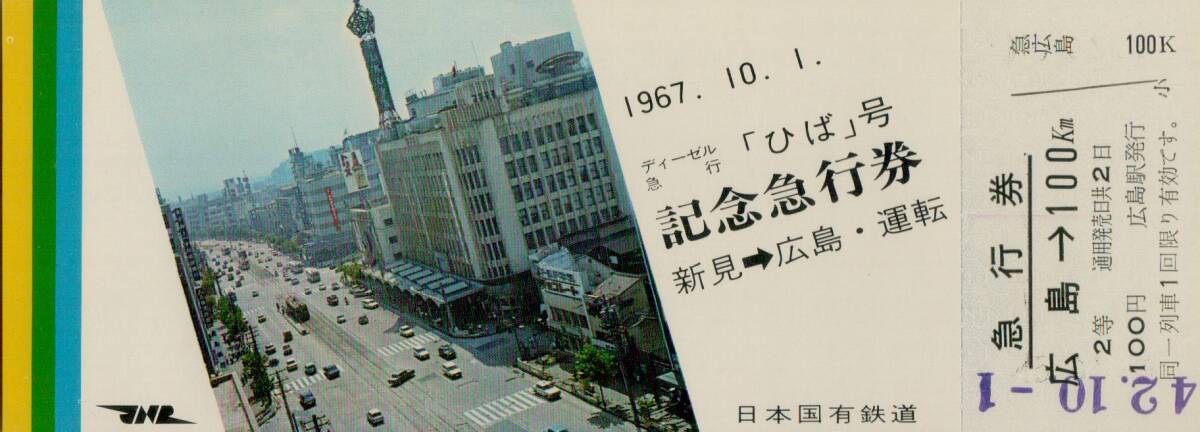 1967. 10. 1.
ディーゼル
急行
「ひば」号
記念急行券
新見➡広島・運転
日本国有鉄道
JNR
急行券
広島→100Km
2等 通用発売日共2日
100円 広島駅発行
同一列車1回限り有効です。
急広島
100K
小
42.10.-1